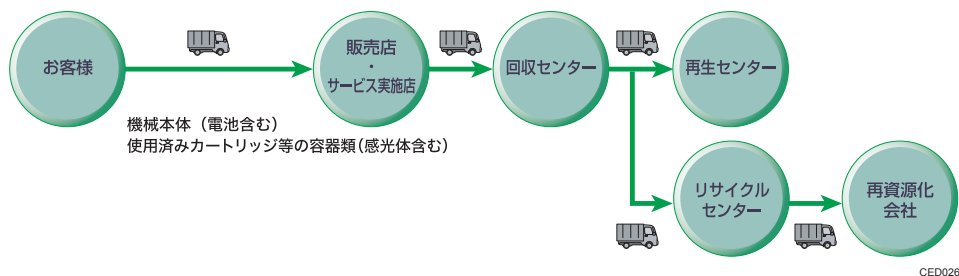 お客様
販売店
・
サービス実施店
回収センター
再生センター
機械本体（電池含む）
使用済みカートリッジ等の容器類（感光体含む）
リサイクル
センター
再資源化
会社
CED026